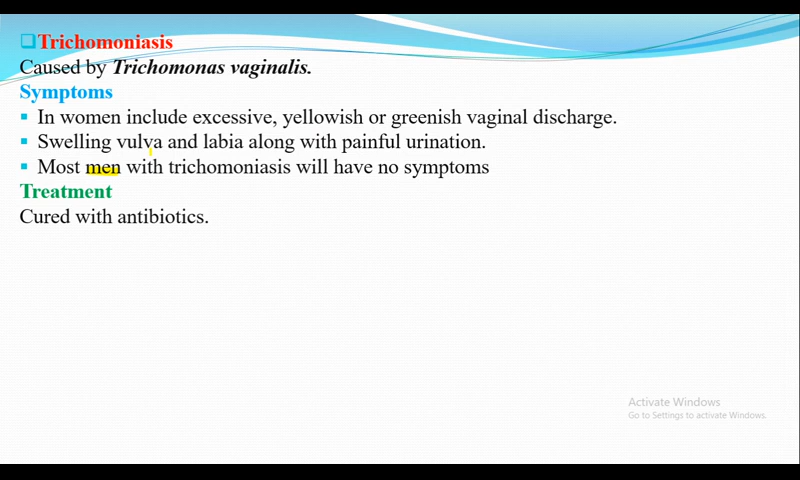 Trichomoniasis
Caused by Trichomonas vaginalis.
Symptoms
In women include excessive, yellowish or greenish vaginal discharge.
Swelling vulva and labia along with painful urination.
Most men with trichomoniasis will have no symptoms
Treatment
Cured with antibiotics.
Activate Windows
Go to Settings to activate Windows.